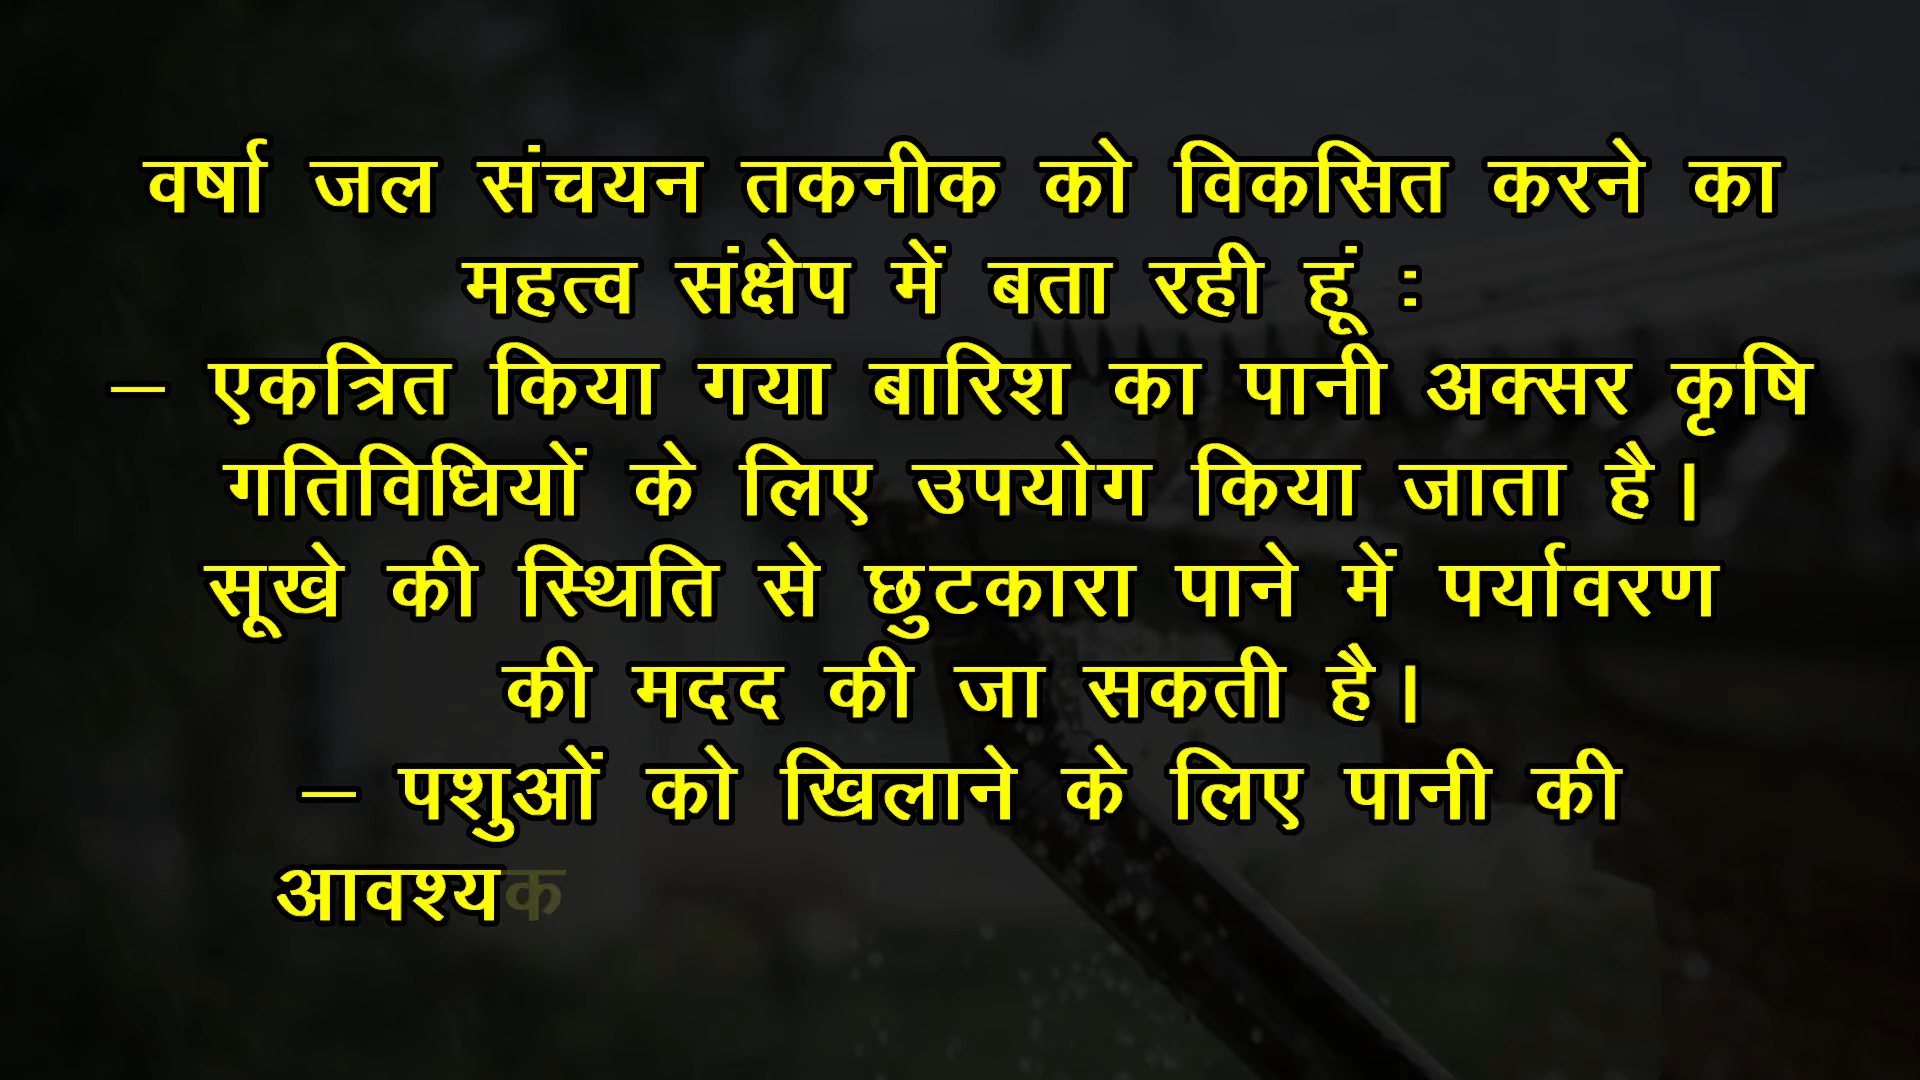 वर्षा जल संचयन तकनीक को विकसित करने का
महत्व संक्षेप में बता रही हूं :
– एकत्रित किया गया बारिश का पानी अक्सर कृषि
गतिविधियों के लिए उपयोग किया जाता है।
सूखे की स्थिति से छुटकारा पाने में पर्यावरण
की मदद की जा सकती है।
– पशुओं को खिलाने के लिए पानी की
आवश्यक